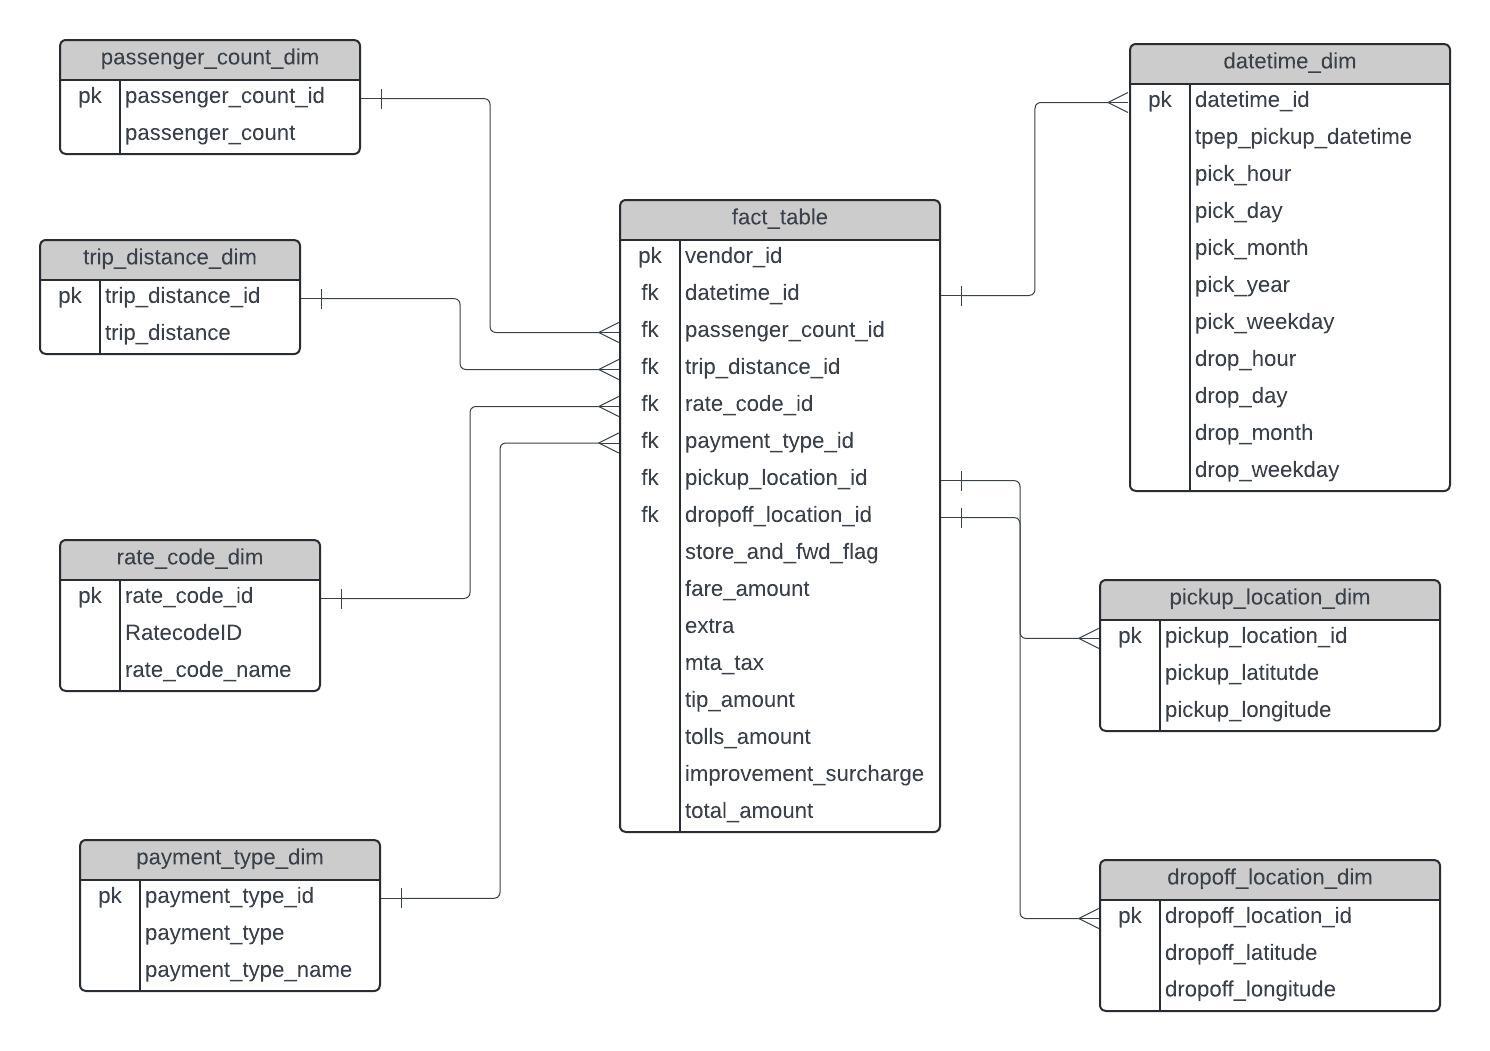 passenger_count_dim
pk passenger_count_id
passenger_count
trip_distance_dim
pk trip_distance_id
trip_distance
rate_code_dim
pk rate_code_id
RatecodeID
rate_code_name
payment_type_dim
pk payment_type_id
payment_type
payment_type_name
fact_table
pk vendor_id
fk datetime_id
fk passenger_count_id
fk trip_distance_id
fk rate_code_id
fk payment_type_id
fk pickup_location_id
fk dropoff_location_id
store_and_fwd_flag
fare_amount
extra
mta_tax
tip_amount
tolls_amount
improvement_surcharge
total_amount
datetime_dim
pk datetime_id
tpep_pickup_datetime
pick_hour
pick_day
pick_month
pick_year
pick_weekday
drop_hour
drop_day
drop_month
drop_weekday
pickup_location_dim
pk pickup_location_id
pickup_latitutde
pickup_longitude
dropoff_location_dim
pk dropoff_location_id
dropoff_latitude
dropoff_longitude